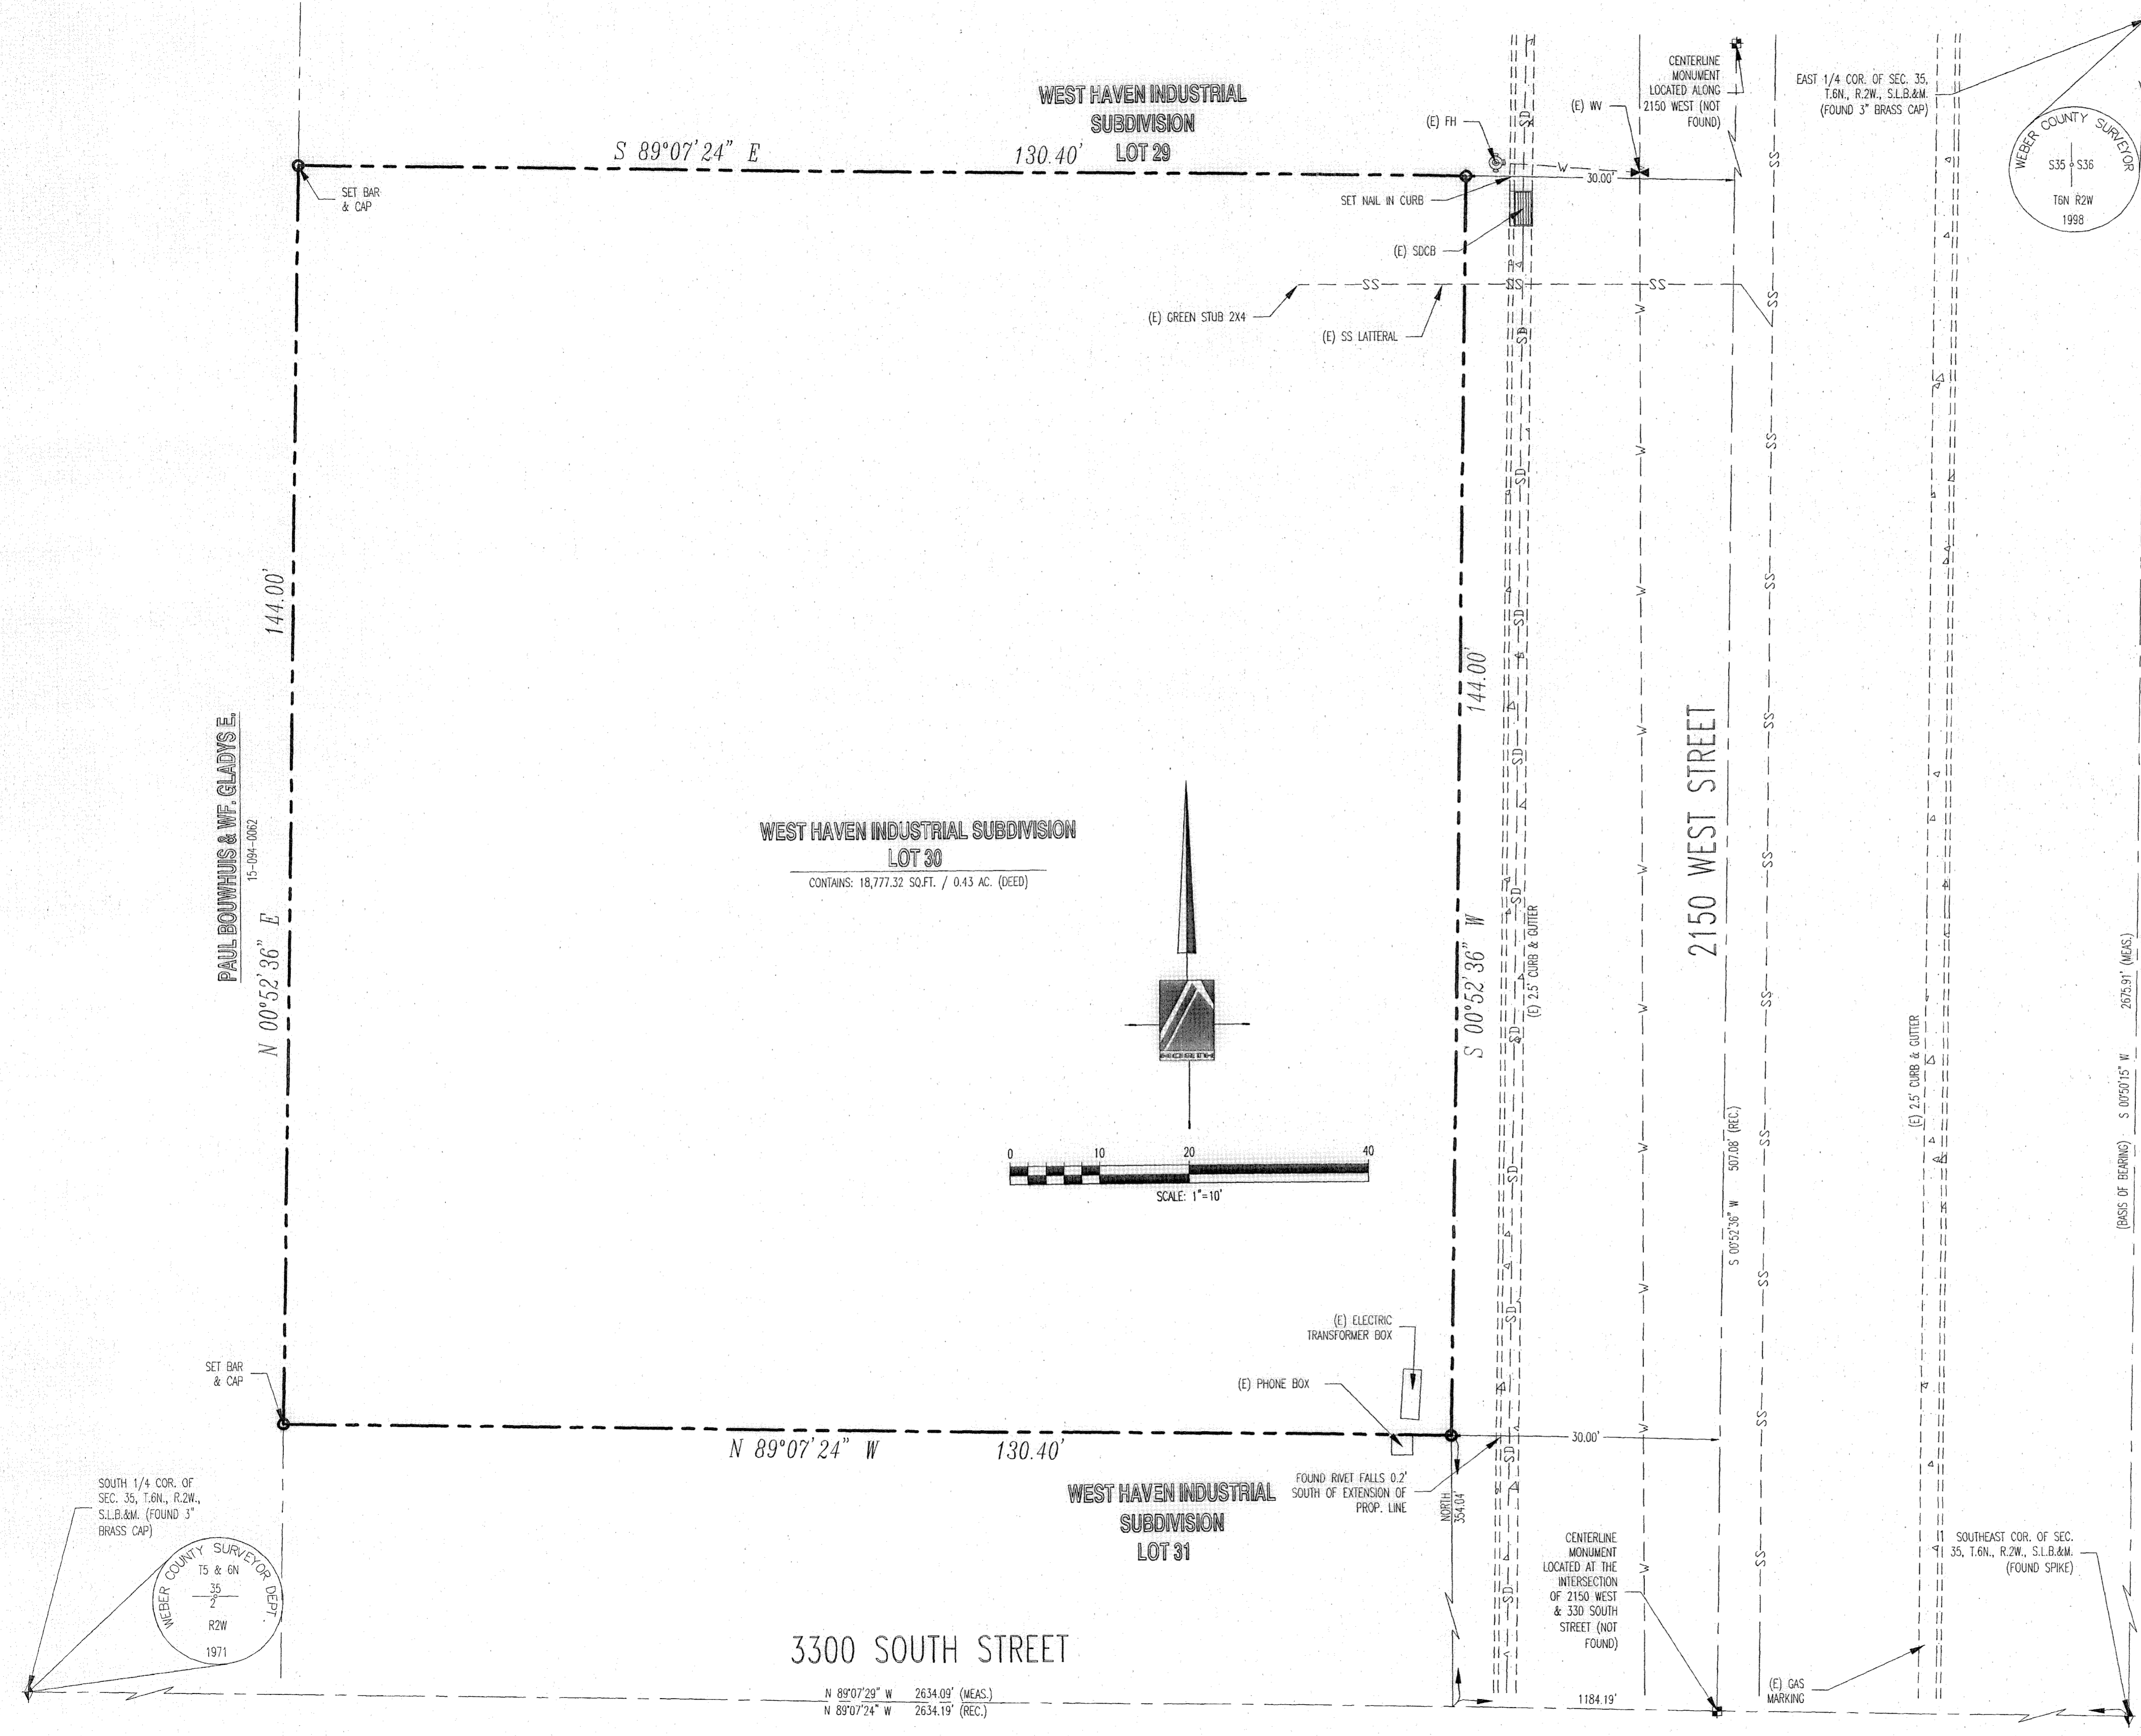 WEST HAVEN INDUSTRIAL
SUBDIVISION
LOT 29
S 89°07'24" E
130.40'
SET BAR
& CAP
(E) FH
(E) WV
CENTERLINE
MONUMENT
LOCATED ALONG
2150 WEST (NOT
FOUND)
EAST 1/4 COR. OF SEC. 35,
T.6N., R.2W., S.L.B.&M.
(FOUND 3" BRASS CAP)
WEBER COUNTY SURVEYOR
S35 S36
T6N R2W
1998
W
30.00'
SET NAIL IN CURB
(E) SDCB
SS
SD
(E) GREEN STUB 2X4
(E) SS LATTERAL
144.00'
N 00°52'36" E
PAUL BOUWHUIS & WF. GLADYS E.
15-094-0062
144.00'
S 00°52'36" W
WEST HAVEN INDUSTRIAL SUBDIVISION
LOT 30
CONTAINS: 18,777.32 SQ.FT. / 0.43 AC. (DEED)
NORTH
0 10 20 40
SCALE: 1"=10'
(E) 2.5' CURB & GUTTER
2150 WEST STREET
S 00°52'36" W 507.08' (REC.)
(E) 2.5' CURB & GUTTER
(BASIS OF BEARING) S 00°50'15" W 2675.91' (MEAS.)
(E) ELECTRIC
TRANSFORMER BOX
(E) PHONE BOX
SET BAR
& CAP
N 89°07'24" W
130.40'
30.00'
WEST HAVEN INDUSTRIAL
SUBDIVISION
LOT 31
FOUND RIVET FALLS 0.2'
SOUTH OF EXTENSION OF
PROP. LINE
NORTH
354.04'
SOUTH 1/4 COR. OF
SEC. 35, T.6N., R.2W.,
S.L.B.&M. (FOUND 3"
BRASS CAP)
WEBER COUNTY SURVEYOR DEPT.
T5 & 6N
35
2
R2W
1971
CENTERLINE
MONUMENT
LOCATED AT THE
INTERSECTION
OF 2150 WEST
& 330 SOUTH
STREET (NOT
FOUND)
SOUTHEAST COR. OF SEC.
35, T.6N., R.2W., S.L.B.&M.
(FOUND SPIKE)
3300 SOUTH STREET
N 89°07'29" W 2634.09' (MEAS.)
N 89°07'24" W 2634.19' (REC.)
1184.19'
(E) GAS
MARKING